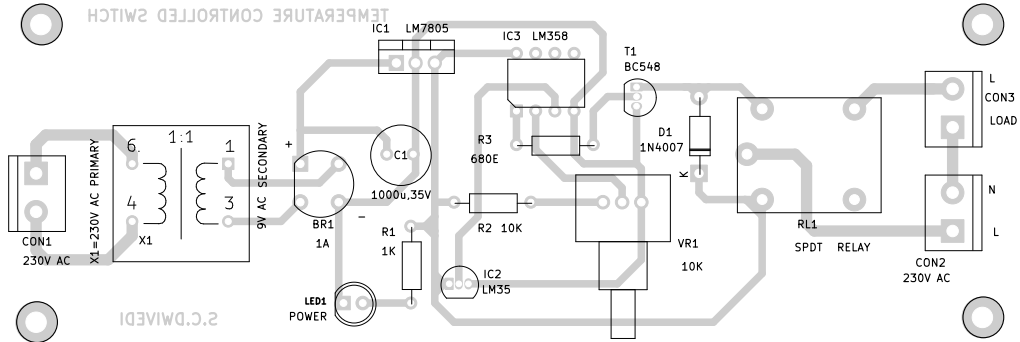 TEMPERATURE CONTROLLED SWITCH
IC1 LM7805
IC3 LM358
T1
BC548
L
CON3
LOAD
6.
1:1
1
X1=230V AC PRIMARY
9V AC SECONDARY
+
C1
1000u,35V
R3
680E
D1
1N4007
K
4
3
X1
CON1
230V AC
BR1
1A
−
R1
1K
R2 10K
VR1
10K
RL1
SPDT RELAY
N
L
CON2
230V AC
IC2
LM35
LED1
POWER
S.C.DWIVEDI